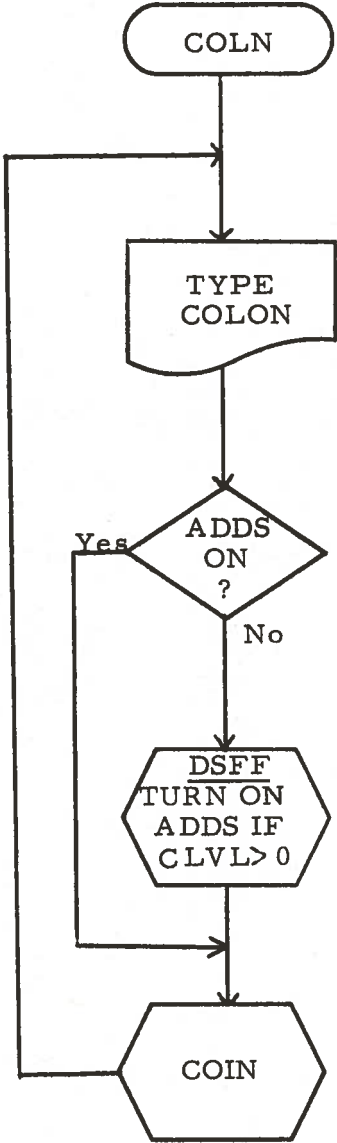 COLN
TYPE
COLON
ADDS
ON
?
Yes
No
DSFF
TURN ON
ADDS IF
CLVL> 0
COIN